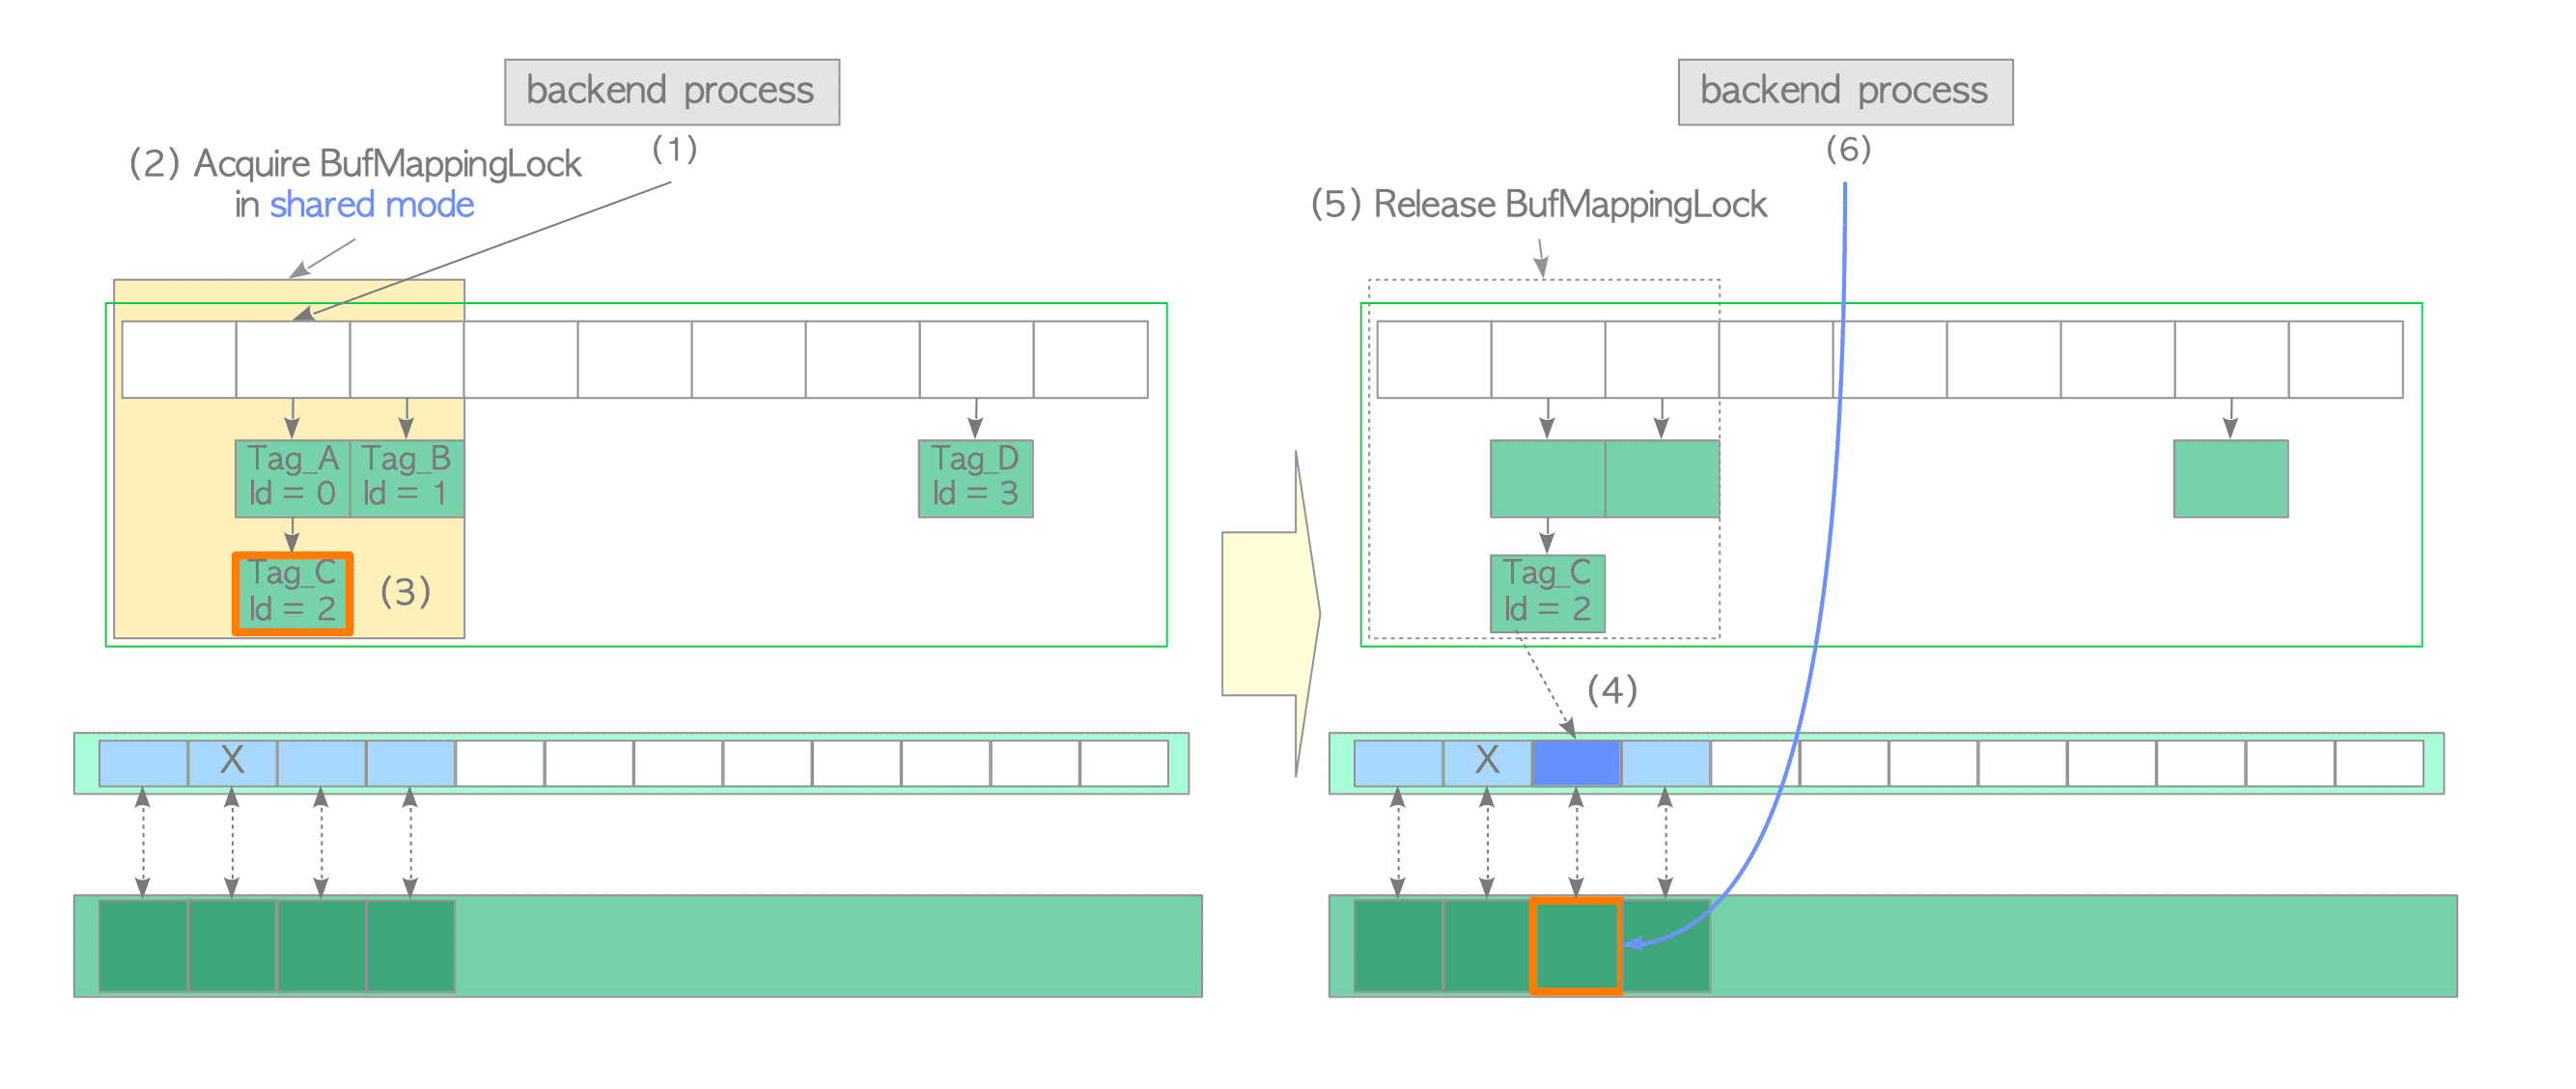 backend process
(1)
(2) Acquire BufMappingLock
in shared mode
Tag_A
Id = 0
Tag_B
Id = 1
Tag_D
Id = 3
Tag_C
Id = 2
(3)
X
backend process
(6)
(5) Release BufMappingLock
Tag_C
Id = 2
(4)
X